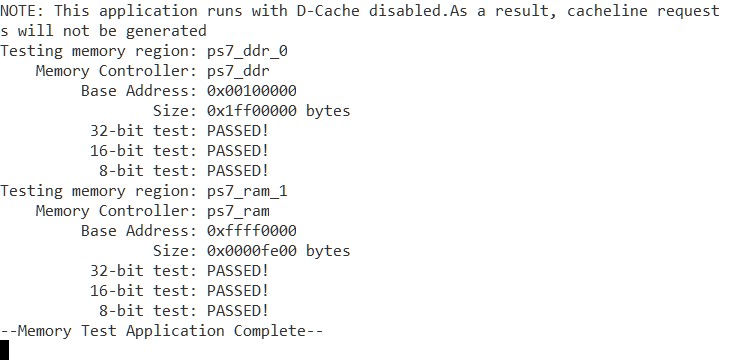 NOTE: This application runs with D-Cache disabled.As a result, cacheline request
s will not be generated
Testing memory region: ps7_ddr_0
    Memory Controller: ps7_ddr
         Base Address: 0x00100000
                 Size: 0x1ff00000 bytes
          32-bit test: PASSED!
          16-bit test: PASSED!
           8-bit test: PASSED!
Testing memory region: ps7_ram_1
    Memory Controller: ps7_ram
         Base Address: 0xffff0000
                 Size: 0x0000fe00 bytes
          32-bit test: PASSED!
          16-bit test: PASSED!
           8-bit test: PASSED!
--Memory Test Application Complete--